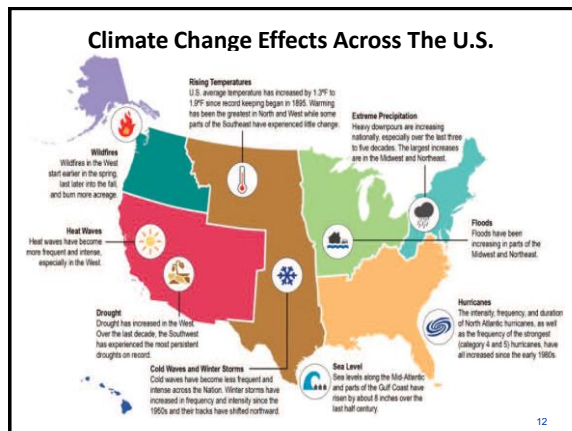 Climate Change Effects Across The U.S.
Rising Temperatures
U.S. average temperature has increased by 1.3°F to
1.9°F since record keeping began in 1895. Warming
has been the greatest in North and West while some
parts of the Southeast have experienced little change.
Extreme Precipitation
Heavy downpours are increasing
nationally, especially over the last three
to five decades. The largest increases
are in the Midwest and Northeast.
Wildfires
Wildfires in the West
start earlier in the spring,
last later into the fall,
and burn more acreage.
Heat Waves
Heat waves have become
more frequent and intense,
especially in the West.
Floods
Floods have been
increasing in parts of the
Midwest and Northeast.
Drought
Drought has increased in the West.
Over the last decade, the Southwest
has experienced the most persistent
droughts on record.
Hurricanes
The intensity, frequency, and duration
of North Atlantic hurricanes, as well
as the frequency of the strongest
(category 4 and 5) hurricanes, have
all increased since the early 1980s.
Cold Waves and Winter Storms
Cold waves have become less frequent and
intense across the Nation. Winter storms have
increased in frequency and intensity since the
1950s and their tracks have shifted northward.
Sea Level
Sea levels along the Mid-Atlantic
and parts of the Gulf Coast have
risen by about 8 inches over the
last half century.
12